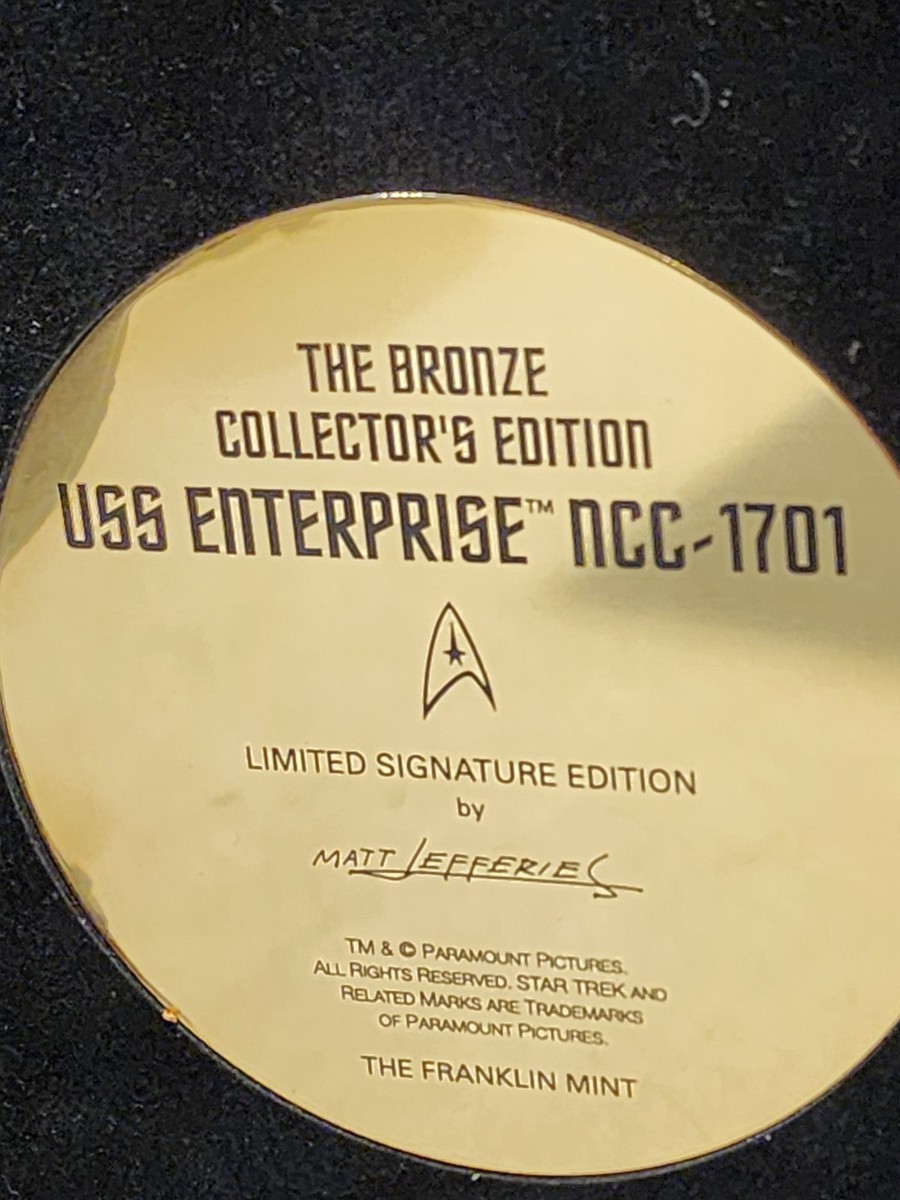 THE BRONZE
COLLECTOR'S EDITION
USS ENTERPRISE™ NCC-1701
LIMITED SIGNATURE EDITION
by
MATT JEFFERIES
TM & © PARAMOUNT PICTURES.
ALL RIGHTS RESERVED. STAR TREK AND
RELATED MARKS ARE TRADEMARKS
OF PARAMOUNT PICTURES.
THE FRANKLIN MINT